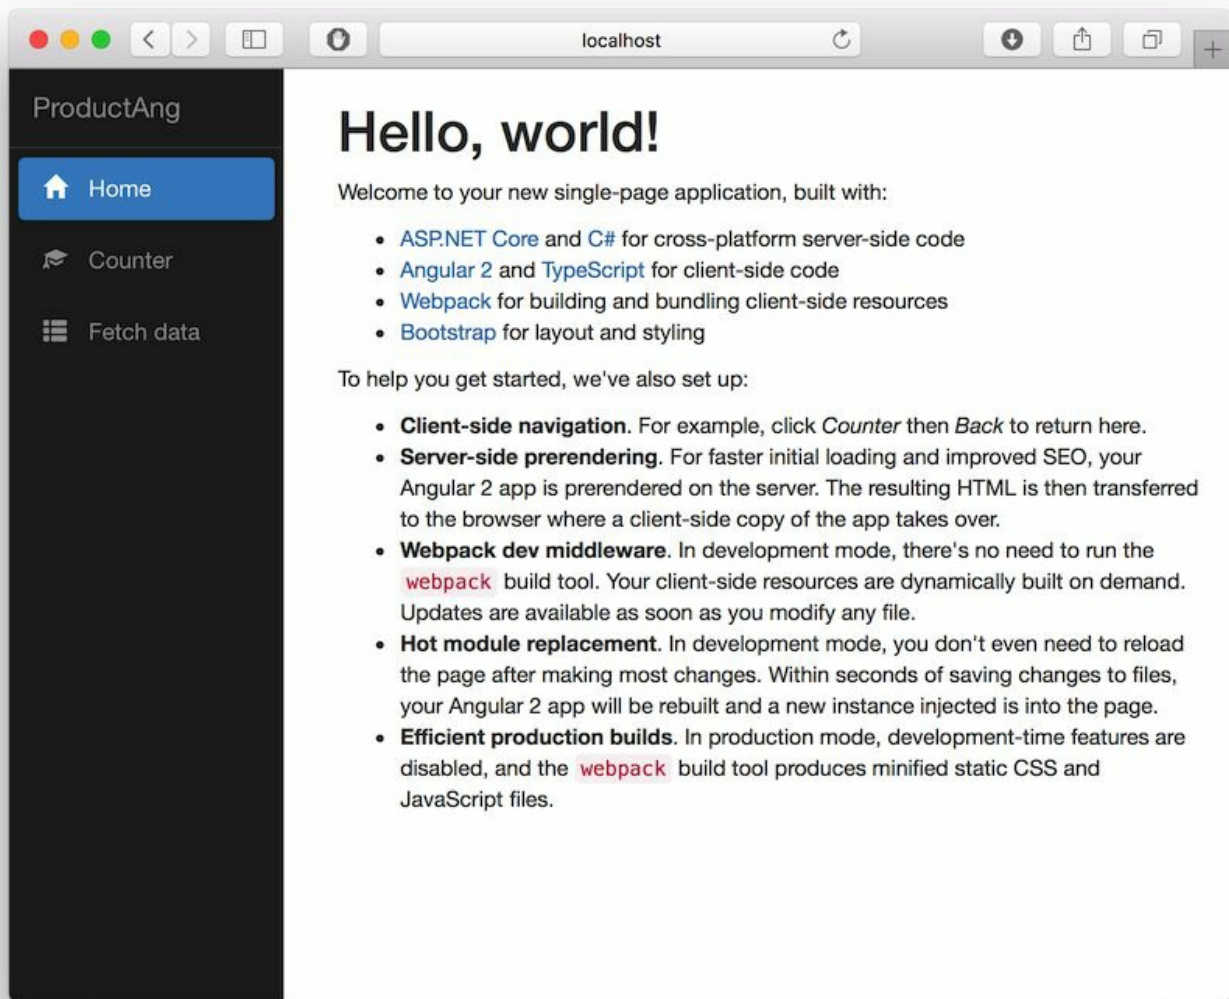 localhost
ProductAng
Home
Counter
Fetch data
Hello, world!
Welcome to your new single-page application, built with:
• ASP.NET Core and C# for cross-platform server-side code
• Angular 2 and TypeScript for client-side code
• Webpack for building and bundling client-side resources
• Bootstrap for layout and styling
To help you get started, we've also set up:
• Client-side navigation. For example, click Counter then Back to return here.
• Server-side prerendering. For faster initial loading and improved SEO, your
Angular 2 app is prerendered on the server. The resulting HTML is then transferred
to the browser where a client-side copy of the app takes over.
• Webpack dev middleware. In development mode, there's no need to run the
webpack build tool. Your client-side resources are dynamically built on demand.
Updates are available as soon as you modify any file.
• Hot module replacement. In development mode, you don't even need to reload
the page after making most changes. Within seconds of saving changes to files,
your Angular 2 app will be rebuilt and a new instance injected is into the page.
• Efficient production builds. In production mode, development-time features are
disabled, and the webpack build tool produces minified static CSS and
JavaScript files.